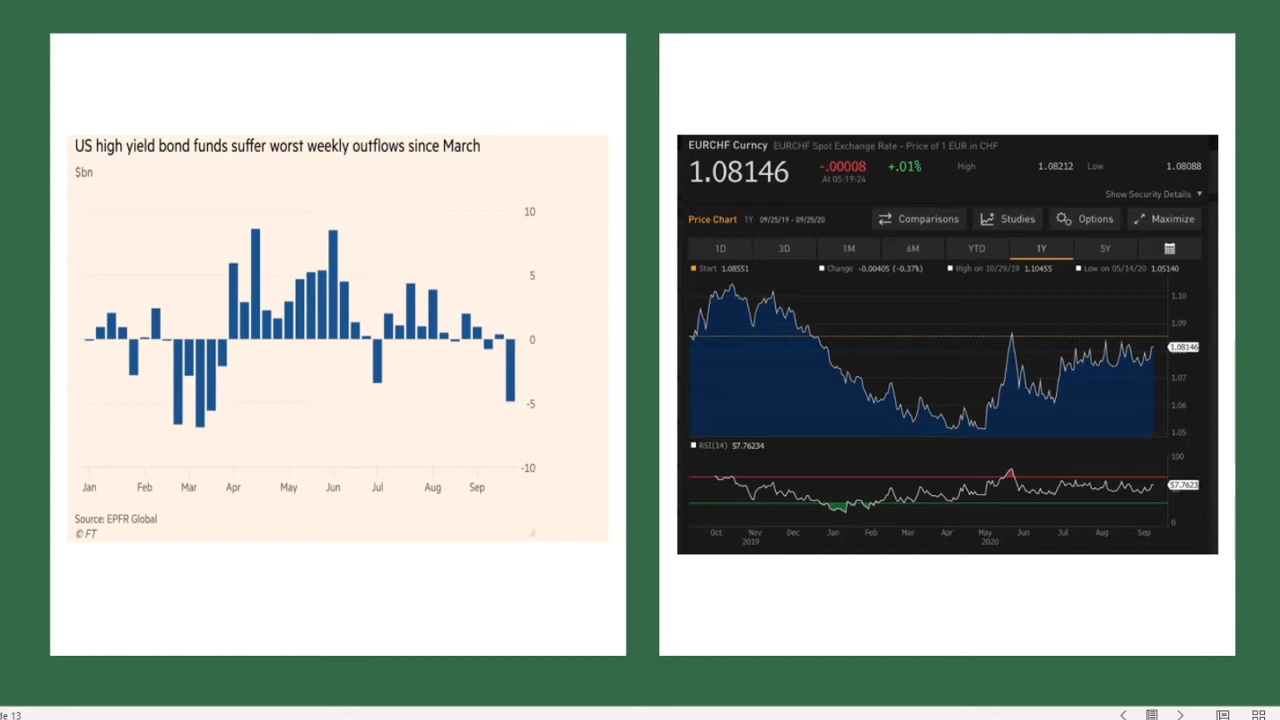 US high yield bond funds suffer worst weekly outflows since March
$bn
10
5
0
-5
-10
Jan Feb Mar Apr May Jun Jul Aug Sep
Source: EPFR Global
© FT
EURCHF Curncy EURCHF Spot Exchange Rate - Price of 1 EUR in CHF
1.08146 -.00008 +.01% High 1.08212 Low 1.08088
At 05:19:24
Show Security Details
Price Chart 1Y 09/25/19 - 09/25/20 Comparisons Studies Options Maximize
1D 3D 1M 6M YTD 1Y 5Y
Start 1.08551 Change -0.00405 (-0.37%) High on 10/29/19 1.10455 Low on 05/14/20 1.05140
1.10
1.09
1.08146
1.07
1.06
1.05
RSI(14) 57.76234
100
57.7623
0
Oct Nov Dec Jan Feb Mar Apr May Jun Jul Aug Sep
2019 2020
de 13